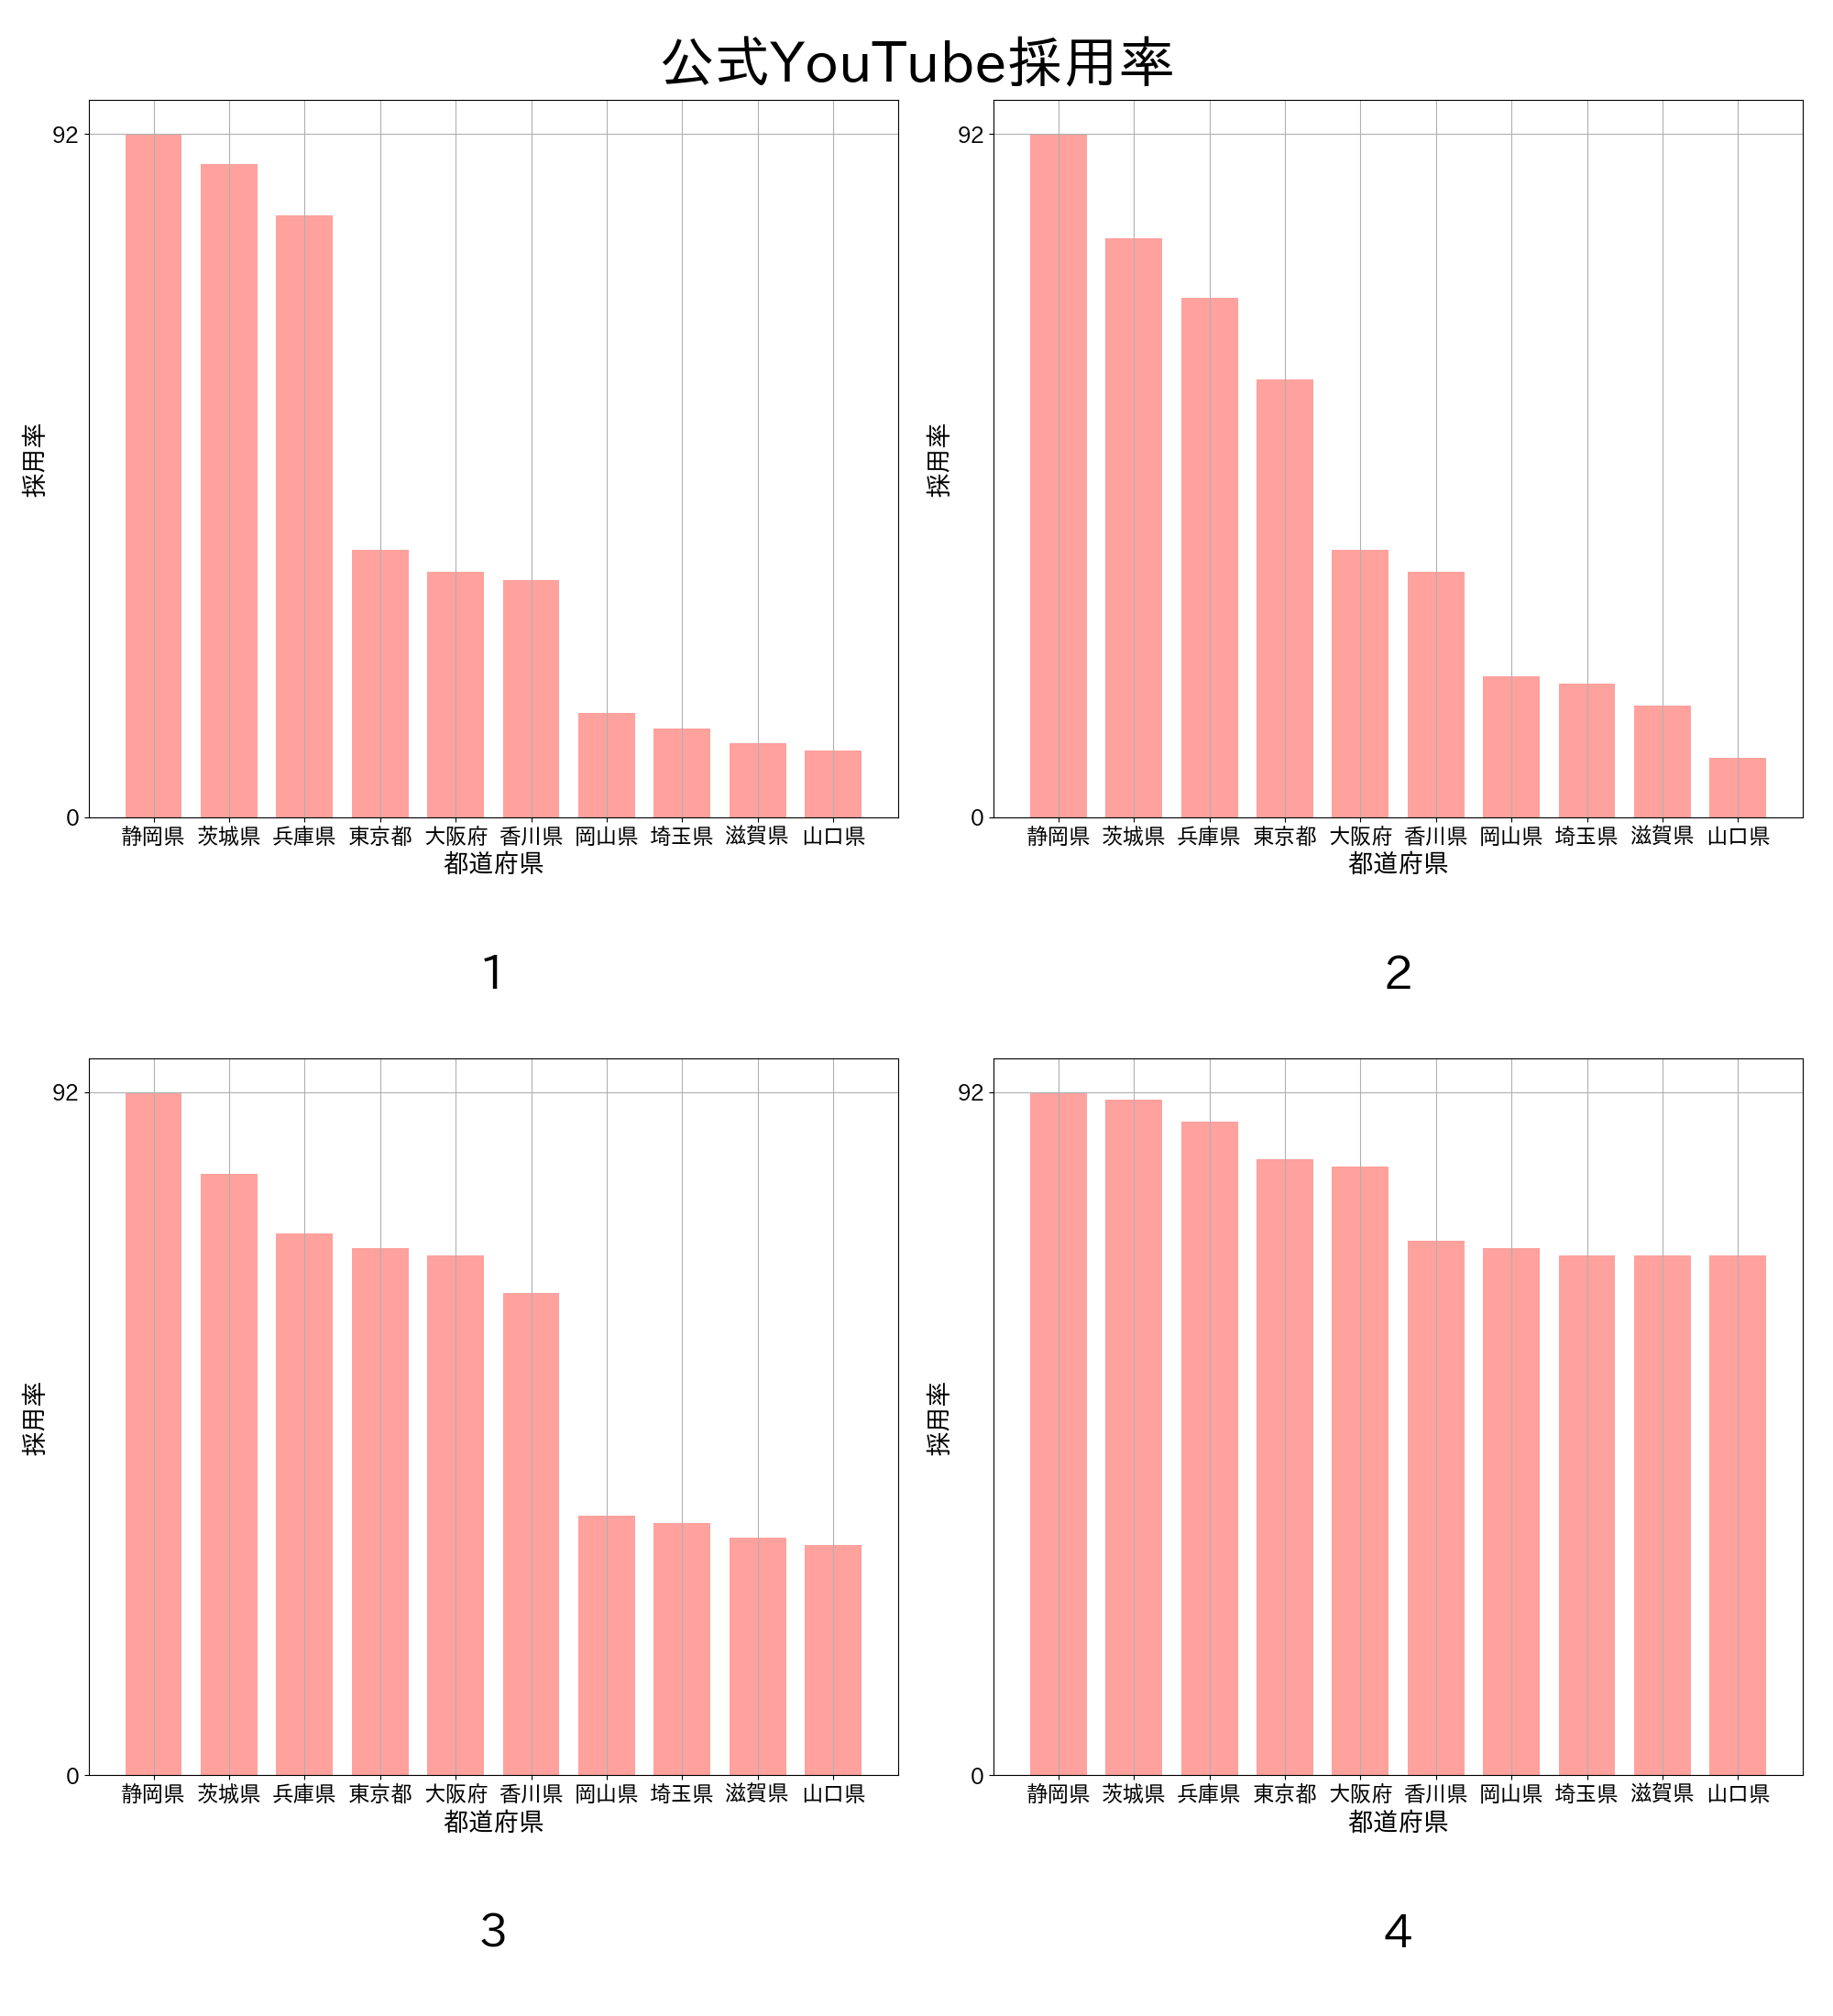 公式YouTube採用率
92
0
採用率
静岡県 茨城県 兵庫県 東京都 大阪府 香川県 岡山県 埼玉県 滋賀県 山口県
都道府県
1
92
0
採用率
静岡県 茨城県 兵庫県 東京都 大阪府 香川県 岡山県 埼玉県 滋賀県 山口県
都道府県
2
92
0
採用率
静岡県 茨城県 兵庫県 東京都 大阪府 香川県 岡山県 埼玉県 滋賀県 山口県
都道府県
3
92
0
採用率
静岡県 茨城県 兵庫県 東京都 大阪府 香川県 岡山県 埼玉県 滋賀県 山口県
都道府県
4